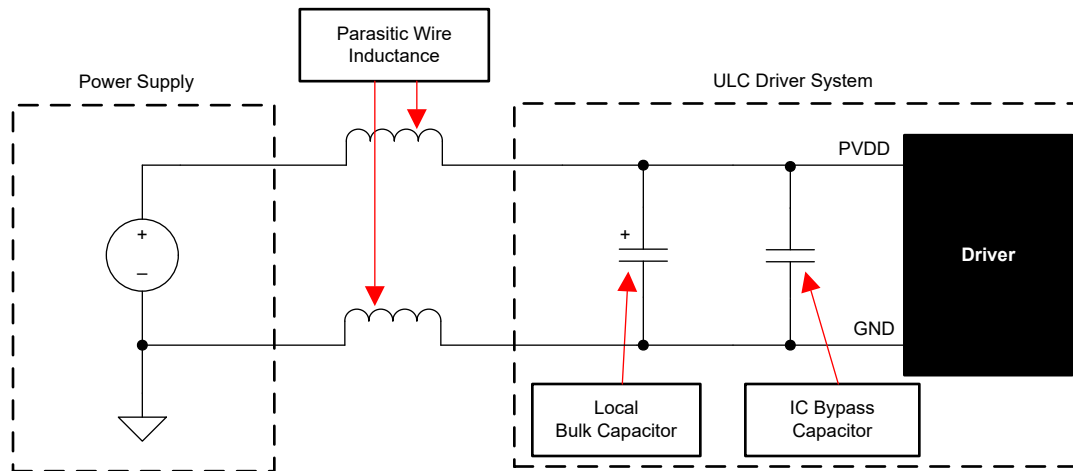 Parasitic Wire
Inductance
Power Supply
ULC Driver System
PVDD
+
–
+
Driver
GND
Local
Bulk Capacitor
IC Bypass
Capacitor